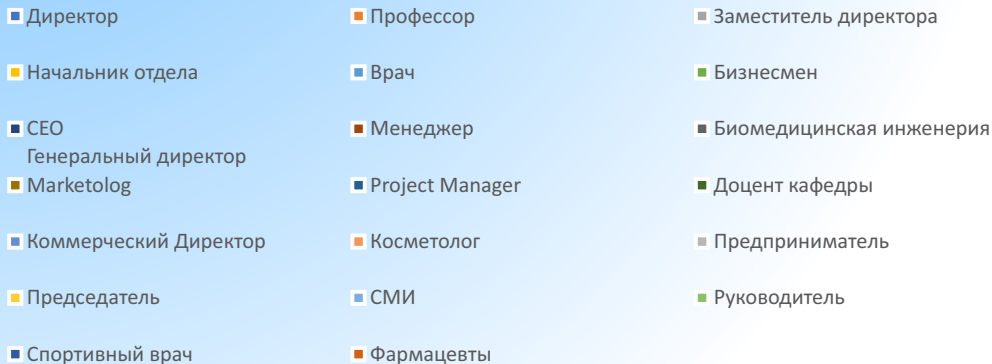 Директор
Профессор
Заместитель директора
Начальник отдела
Врач
Бизнесмен
CEO
Генеральный директор
Менеджер
Биомедицинская инженерия
Marketolog
Project Manager
Доцент кафедры
Коммерческий Директор
Косметолог
Предприниматель
Председатель
СМИ
Руководитель
Спортивный врач
Фармацевты